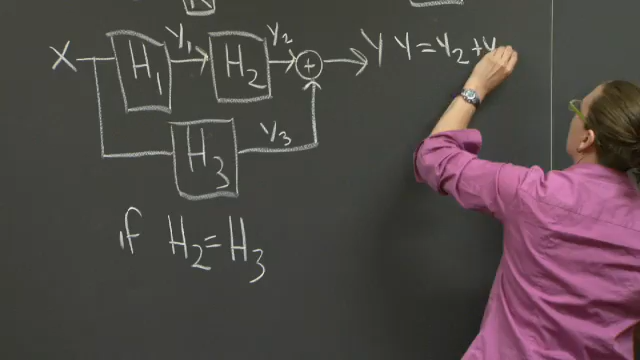 X H₁ Y₁ H₂ Y₂ + Y Y = Y₂ + Y
H₃ Y₃
if H₂ = H₃